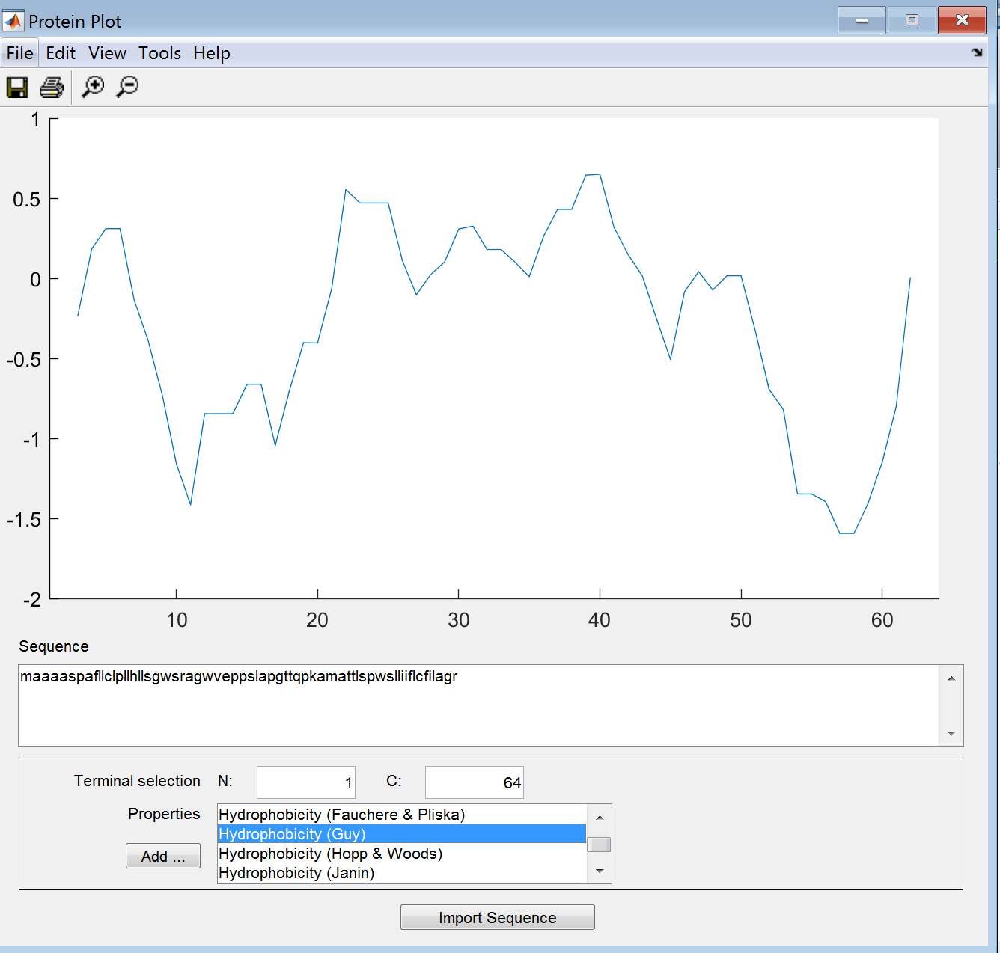 Protein Plot
File Edit View Tools Help
1
0.5
0
-0.5
-1
-1.5
-2
10 20 30 40 50 60
Sequence
maaaaspafllclpllhllsgwsragwveppslapgttqpkamattlspwslliiflcfilagr
Terminal selection N: 1 C: 64
Properties
Hydrophobicity (Fauchere & Pliska)
Hydrophobicity (Guy)
Add ...
Hydrophobicity (Hopp & Woods)
Hydrophobicity (Janin)
Import Sequence